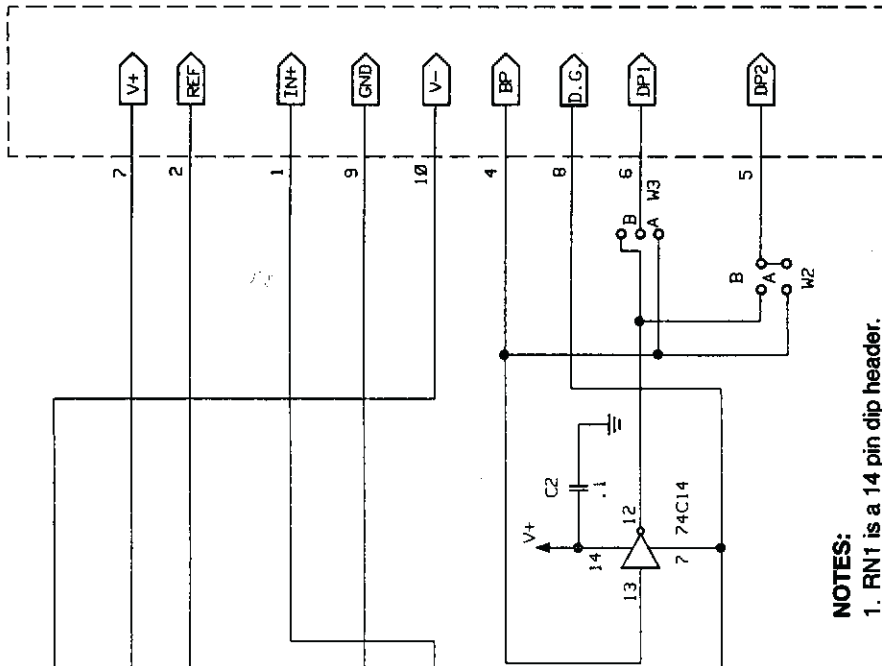 V+
REF
IN+
GND
V-
BP
D.G.
DP1
DP2
7
2
1
9
10
4
8
6
5
W3
B
A
B
A
W2
C2
.1
V+
14
12
13
7
74C14
NOTES:
1. RN1 is a 14 pin dip header.